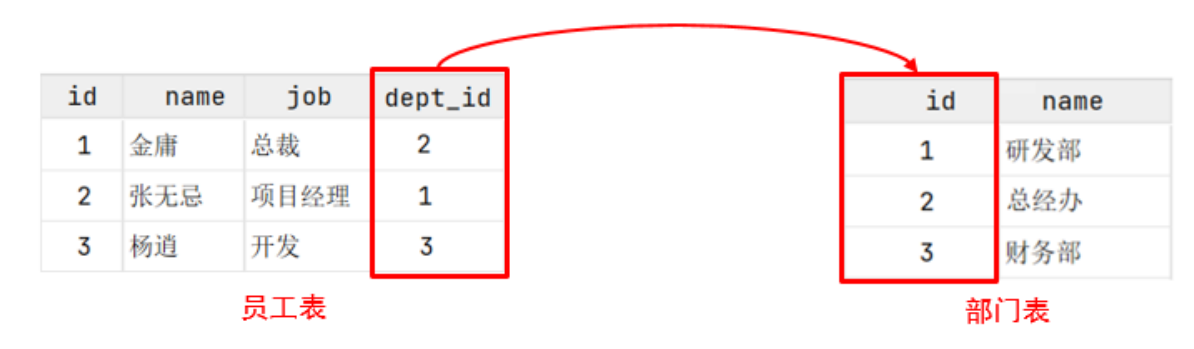 id name job dept_id
1 金庸 总裁 2
2 张无忌 项目经理 1
3 杨逍 开发 3
员工表
id name
1 研发部
2 总经办
3 财务部
部门表